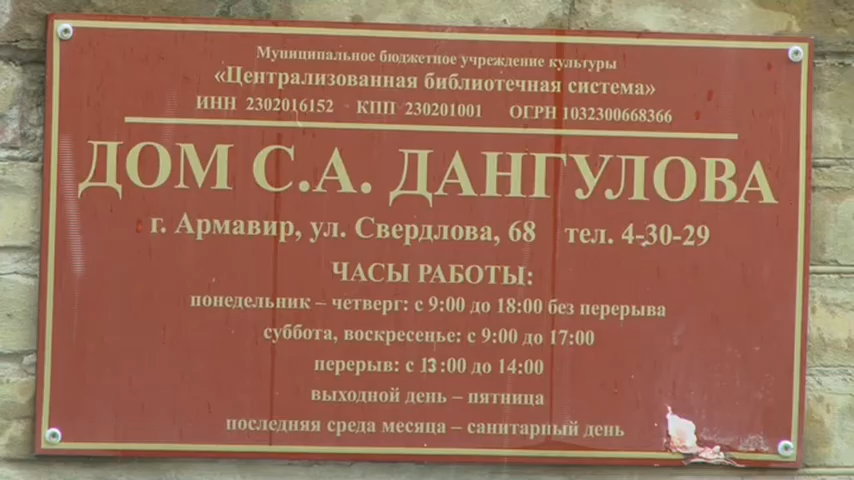 Муниципальное бюджетное учреждение культуры
«Централизованная библиотечная система»
ИНН 2302016152 КПП 230201001 ОГРН 1032300668366
ДОМ С.А. ДАНГУЛОВА
г. Армавир, ул. Свердлова, 68 тел. 4-30-29
ЧАСЫ РАБОТЫ:
понедельник – четверг: с 9:00 до 18:00 без перерыва
суббота, воскресенье: с 9:00 до 17:00
перерыв: с 13:00 до 14:00
выходной день – пятница
последняя среда месяца – санитарный день